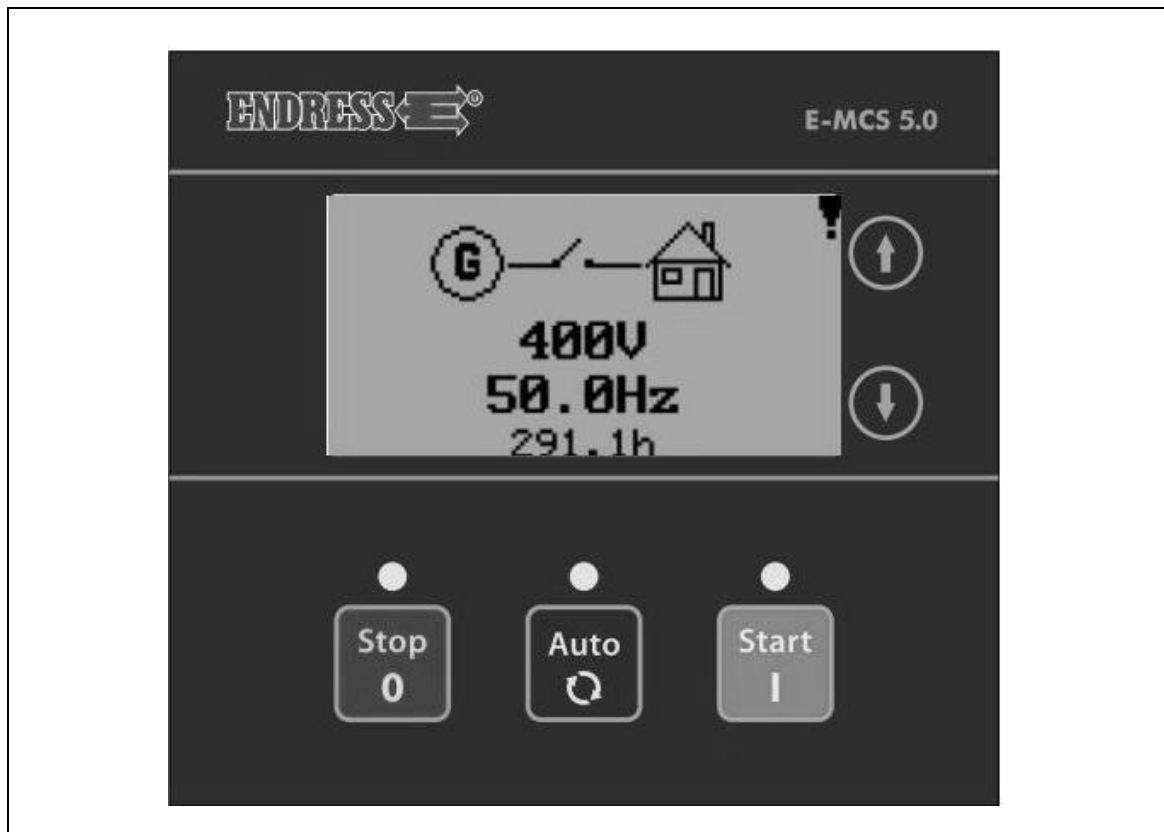 ENDRESS E
E-MCS 5.0
G
400V
50.0Hz
291.1h
Stop
0
Auto
Start
I